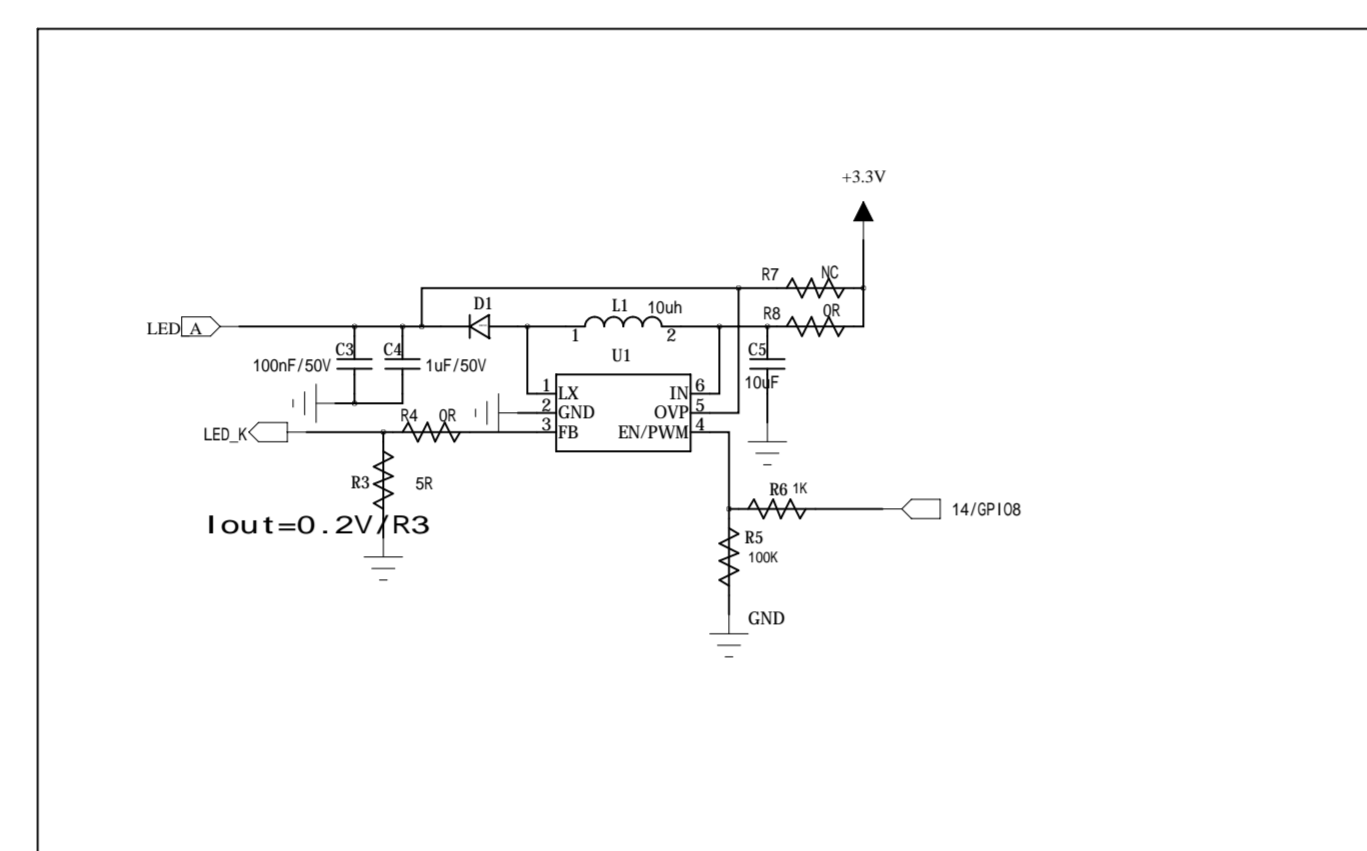 +3.3V
R7 NC
D1 L1 10uh R8 0R
LED A
1 2
C3 C4 U1 C5
100nF/50V 1uF/50V
10uF
1 LX IN 6
2 GND OVP 5
R4 0R
LED_K 3 FB EN/PWM 4
R3 5R
R6 1K
14/GPIO8
Iout=0.2V/R3
R5
100K
GND